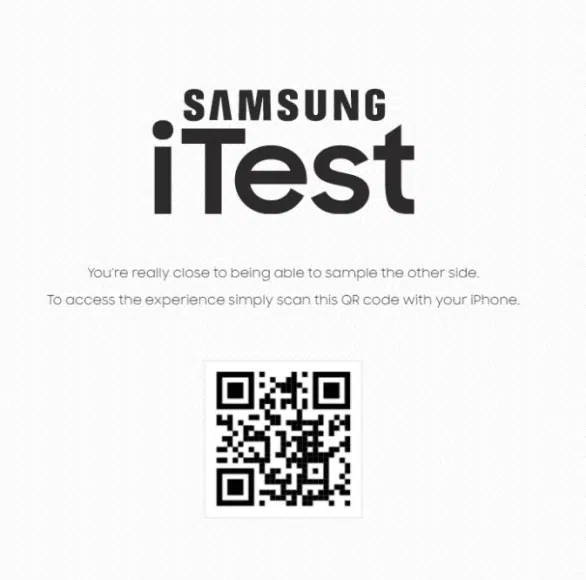 SAMSUNG
iTest
You're really close to being able to sample the other side.
To access the experience simply scan this QR code with your iPhone.